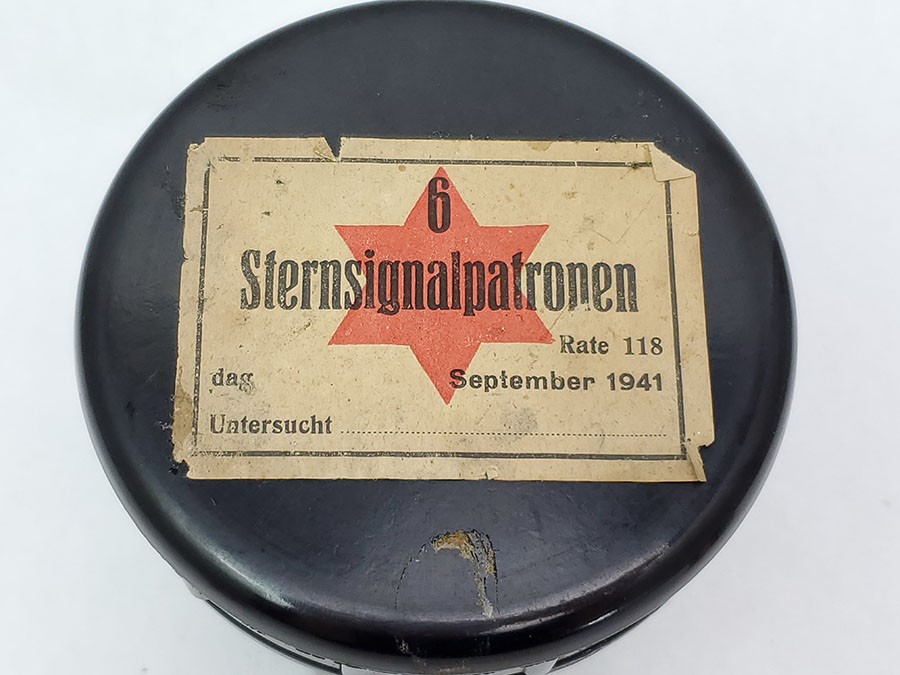 6
Sternsignalpatronen
Rate 118
dag September 1941
Untersucht